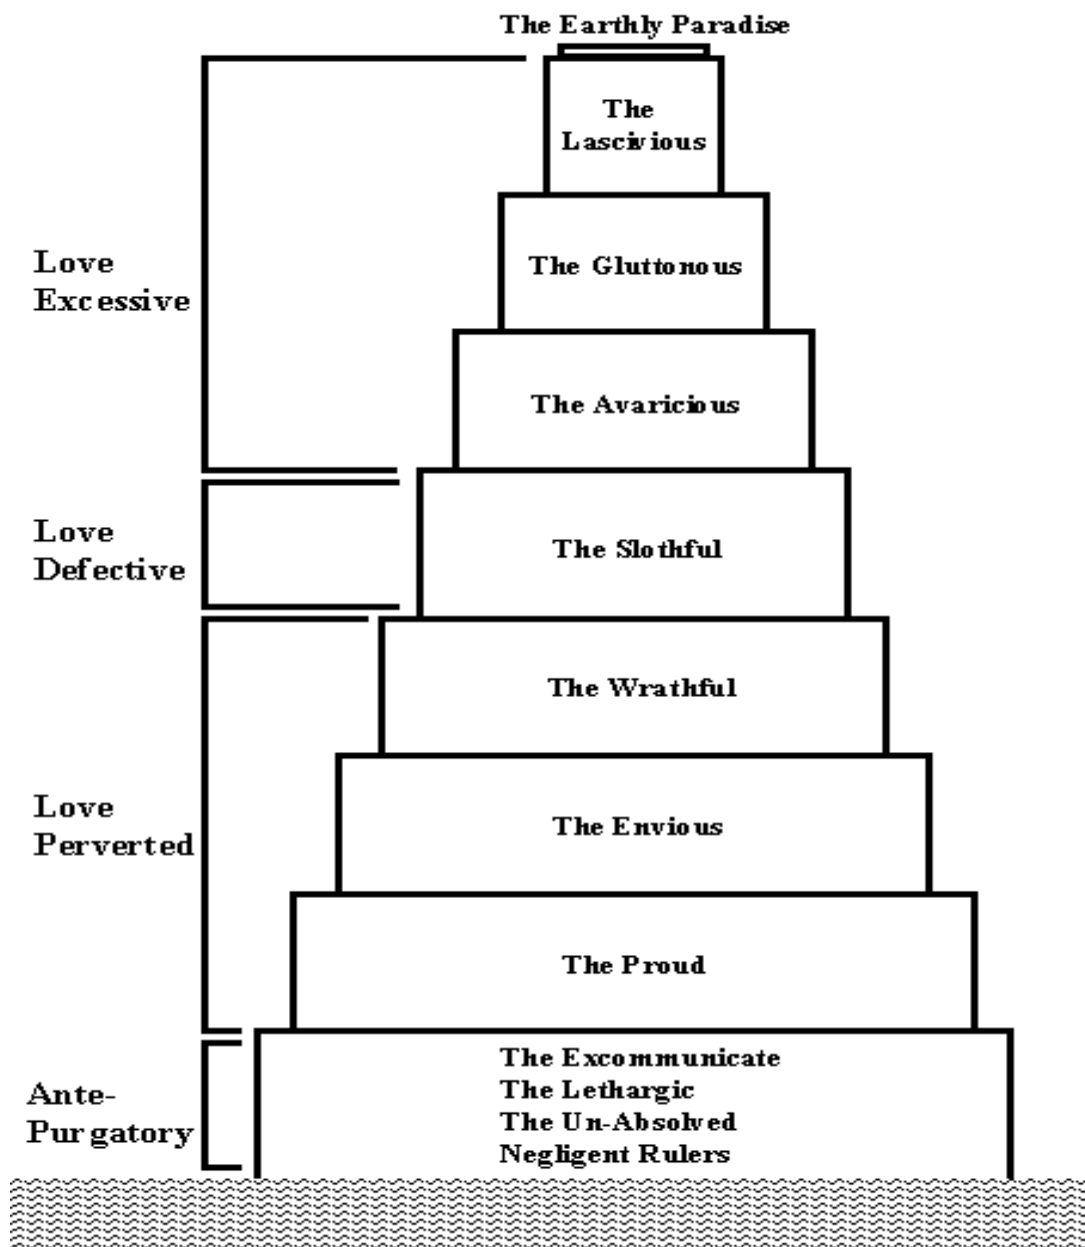 The Earthly Paradise
The
Lascivious
Love
Excessive
The Gluttonous
The Avaricious
Love
Defective
The Slothful
The Wrathful
Love
Perverted
The Envious
The Proud
Ante-
Purgatory
The Excommunicate
The Lethargic
The Un-Absolved
Negligent Rulers